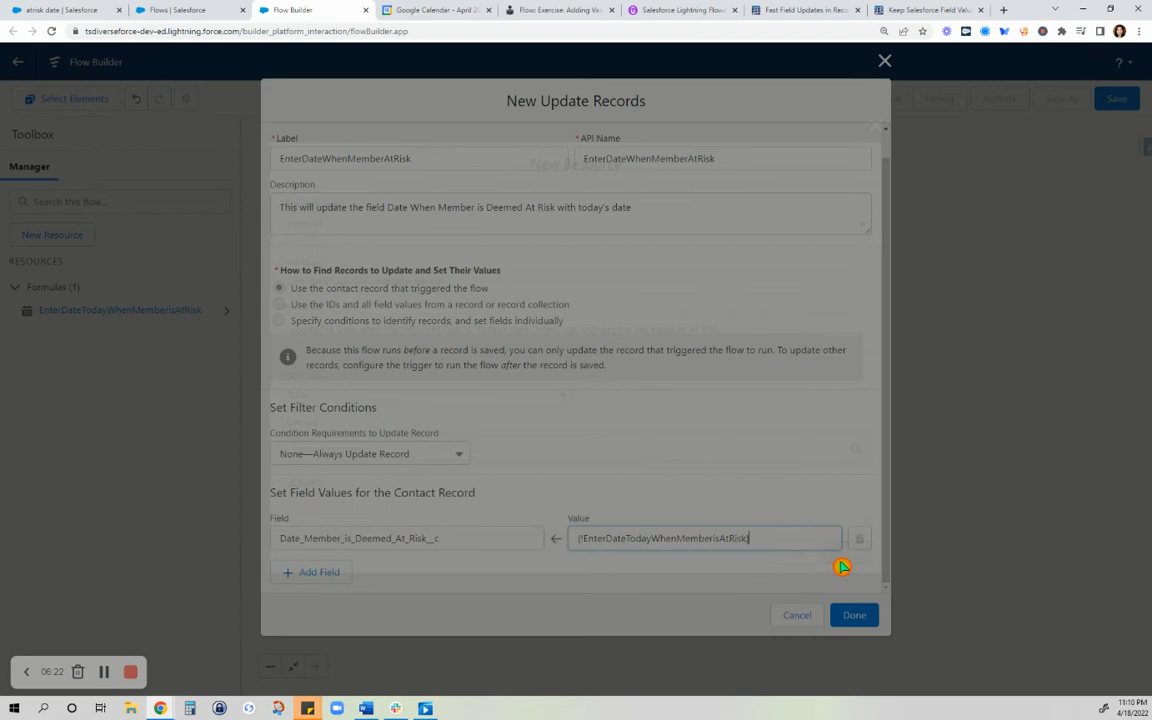 atrisk date | Salesforce
Flows | Salesforce
Flow Builder
Google Calendar - April 20
Flow: Exercise: Adding Var
Salesforce Lightning Flow
Fast Field Updates in Reco
Keep Salesforce Field Valu
tsdiverseforce-dev-ed.lightning.force.com/builder_platform_interaction/flowBuilder.app
Flow Builder
?
Select Elements
Debug
Activate
Save As
Save
Toolbox
Manager
Search this flow...
New Resource
RESOURCES
Formulas (1)
EnterDateTodayWhenMemberisAtRisk
New Update Records
* Label
* API Name
EnterDateWhenMemberAtRisk
EnterDateWhenMemberAtRisk
New Resource
Description
This will update the field Date When Member is Deemed At Risk with today's date
* How to Find Records to Update and Set Their Values
Use the contact record that triggered the flow
Use the IDs and all field values from a record or record collection
Specify conditions to identify records, and set fields individually
Because this flow runs before a record is saved, you can only update the record that triggered the flow to run. To update other
records, configure the trigger to run the flow after the record is saved.
Set Filter Conditions
Condition Requirements to Update Record
None—Always Update Record
Set Field Values for the Contact Record
Field
Value
Date_Member_is_Deemed_At_Risk__c
{!EnterDateTodayWhenMemberisAtRisk}
+ Add Field
Cancel
Done
06:22
11:10 PM
4/18/2022